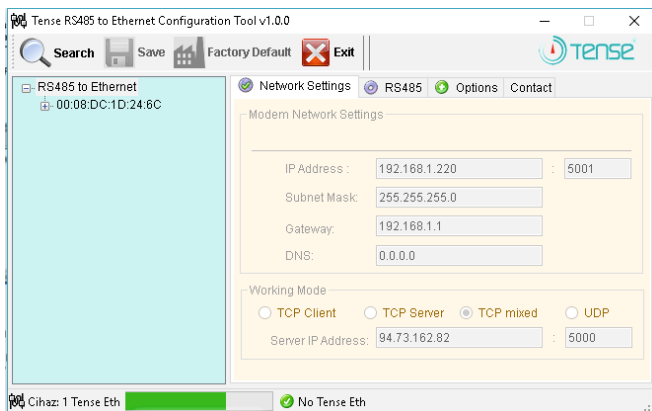 Tense RS485 to Ethernet Configuration Tool v1.0.0
Search Save Factory Default Exit
Tense
RS485 to Ethernet
00:08:DC:1D:24:6C
Network Settings RS485 Options Contact
Modem Network Settings
IP Address : 192.168.1.220 : 5001
Subnet Mask: 255.255.255.0
Gateway: 192.168.1.1
DNS: 0.0.0.0
Working Mode
TCP Client TCP Server TCP mixed UDP
Server IP Address: 94.73.162.82 : 5000
Cihaz: 1 Tense Eth No Tense Eth